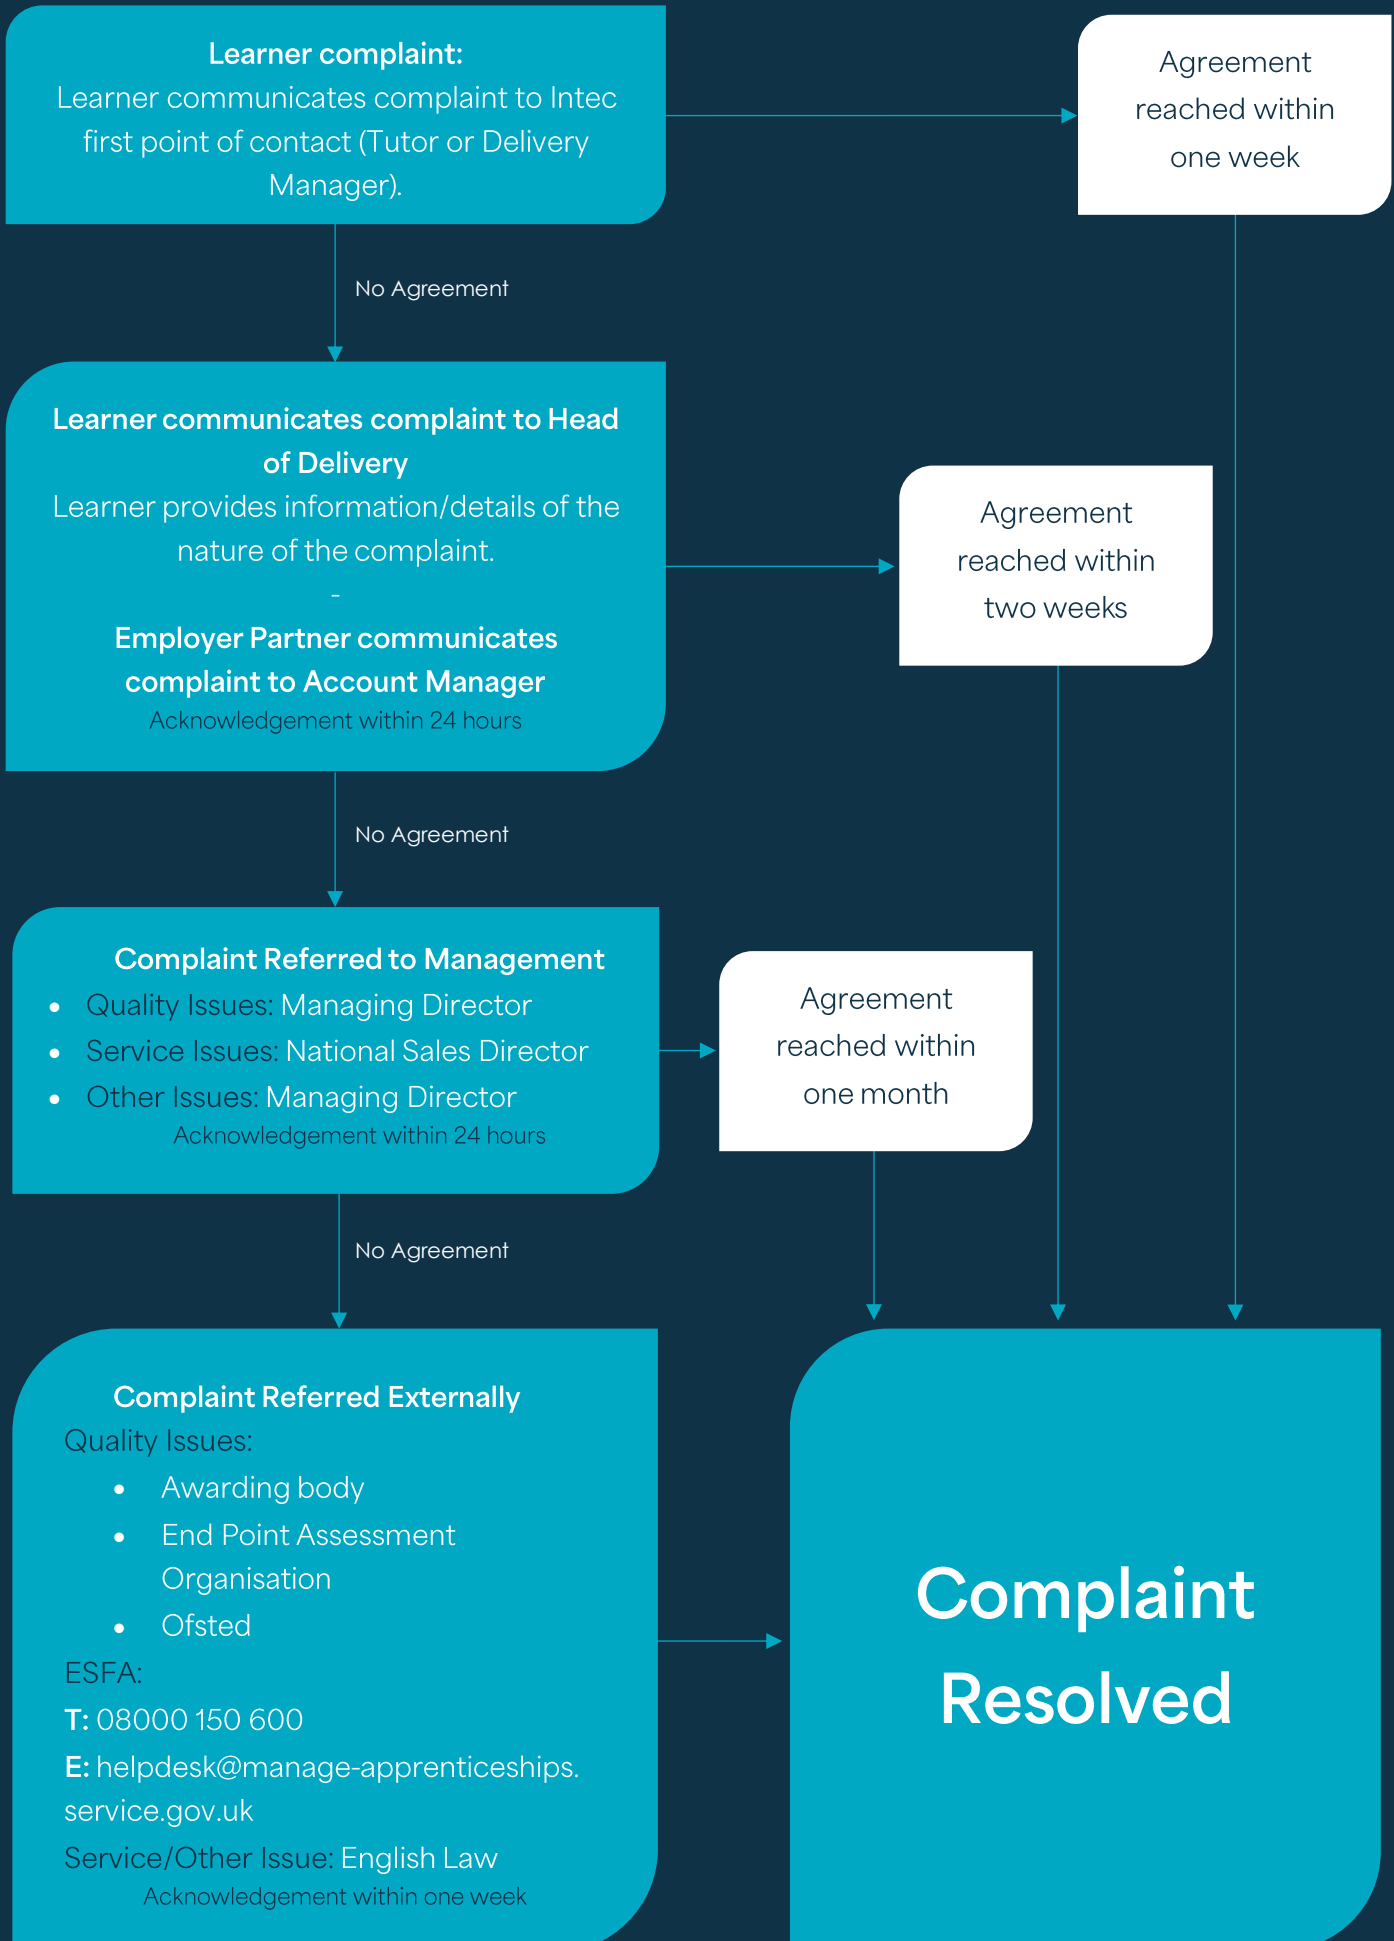 Learner complaint:
Learner communicates complaint to Intec
first point of contact (Tutor or Delivery
Manager).
Agreement
reached within
one week
No Agreement
Learner communicates complaint to Head
of Delivery
Learner provides information/details of the
nature of the complaint.
-
Employer Partner communicates
complaint to Account Manager
Acknowledgement within 24 hours
Agreement
reached within
two weeks
No Agreement
Complaint Referred to Management
• Quality Issues: Managing Director
• Service Issues: National Sales Director
• Other Issues: Managing Director
Acknowledgement within 24 hours
Agreement
reached within
one month
No Agreement
Complaint Referred Externally
Quality Issues:
• Awarding body
• End Point Assessment
Organisation
• Ofsted
ESFA:
T: 08000 150 600
E: helpdesk@manage-apprenticeships.
service.gov.uk
Service/Other Issue: English Law
Acknowledgement within one week
Complaint
Resolved